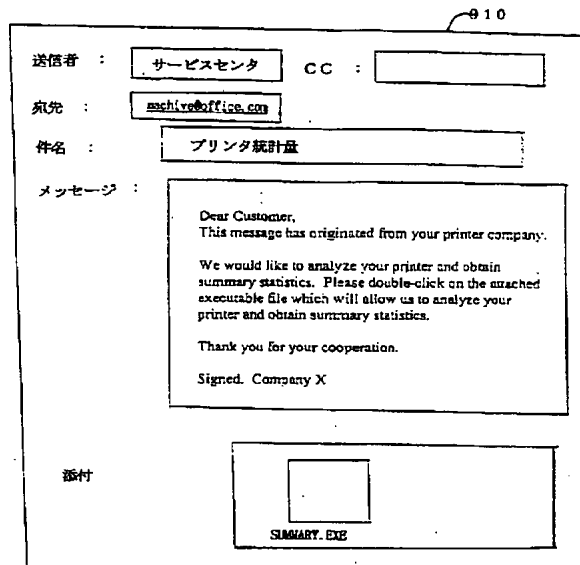 910
送信者 : サービスセンタ CC :
宛先 : machive@office.com
件名 : プリンタ統計量
メッセージ :
Dear Customer,
This message has originated from your printer company.
We would like to analyze your printer and obtain
summary statistics. Please double-click on the attached
executable file which will allow us to analyze your
printer and obtain summary statistics.
Thank you for your cooperation.
Signed. Company X
添付
SUMMARY.EXE